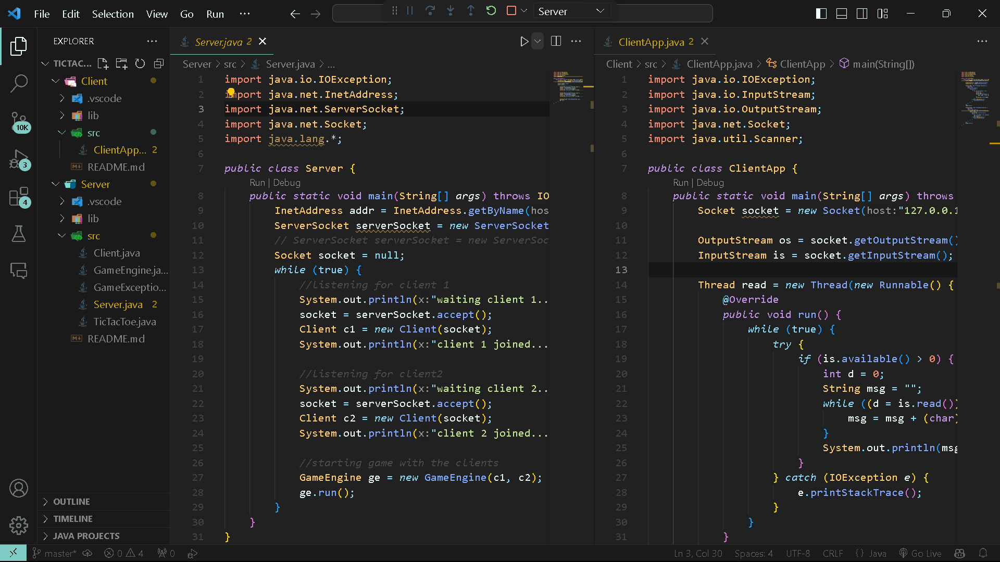 File Edit Selection View Go Run ···
Server
EXPLORER
TICTAC...
Client
.vscode
lib
src
ClientApp... 2
README.md
Server
.vscode
lib
src
Client.java
GameEngine.ja...
GameExceptio...
Server.java 2
TicTacToe.java
README.md
OUTLINE
TIMELINE
JAVA PROJECTS
10K
3
4
Server.java 2
Server > src > Server.java > ...
1 import java.io.IOException;
2 import java.net.InetAddress;
3 import java.net.ServerSocket;
4 import java.net.Socket;
5 import java.lang.*;
6
7 public class Server {
Run | Debug
8 public static void main(String[] args) throws IO
9 InetAddress addr = InetAddress.getByName(hos
10 ServerSocket serverSocket = new ServerSocket
11 // ServerSocket serverSocket = new ServerSoc
12 Socket socket = null;
13 while (true) {
14 //listening for client 1
15 System.out.println(x:"waiting client 1..
16 socket = serverSocket.accept();
17 Client c1 = new Client(socket);
18 System.out.println(x:"client 1 joined...
19
20 //listening for client2
21 System.out.println(x:"waiting client 2..
22 socket = serverSocket.accept();
23 Client c2 = new Client(socket);
24 System.out.println(x:"client 2 joined...
25
26 //starting game with the clients
27 GameEngine ge = new GameEngine(c1, c2);
28 ge.run();
29 }
30 }
31 }
ClientApp.java 2
Client > src > ClientApp.java > ClientApp > main(String[])
1 import java.io.IOException;
2 import java.io.InputStream;
3 import java.io.OutputStream;
4 import java.net.Socket;
5 import java.util.Scanner;
6
7 public class ClientApp {
Run | Debug
8 public static void main(String[] args) throws
9 Socket socket = new Socket(host:"127.0.0.1
10
11 OutputStream os = socket.getOutputStream()
12 InputStream is = socket.getInputStream();
13
14 Thread read = new Thread(new Runnable() {
15 @Override
16 public void run() {
17 while (true) {
18 try {
19 if (is.available() > 0) {
20 int d = 0;
21 String msg = "";
22 while ((d = is.read())
23 msg = msg + (char)
24 }
25 System.out.println(msg
26 }
27 } catch (IOException e) {
28 e.printStackTrace();
29 }
30 }
31 }
master* 0 4 0
Ln 3, Col 30 Spaces: 4 UTF-8 CRLF {} Java Go Live